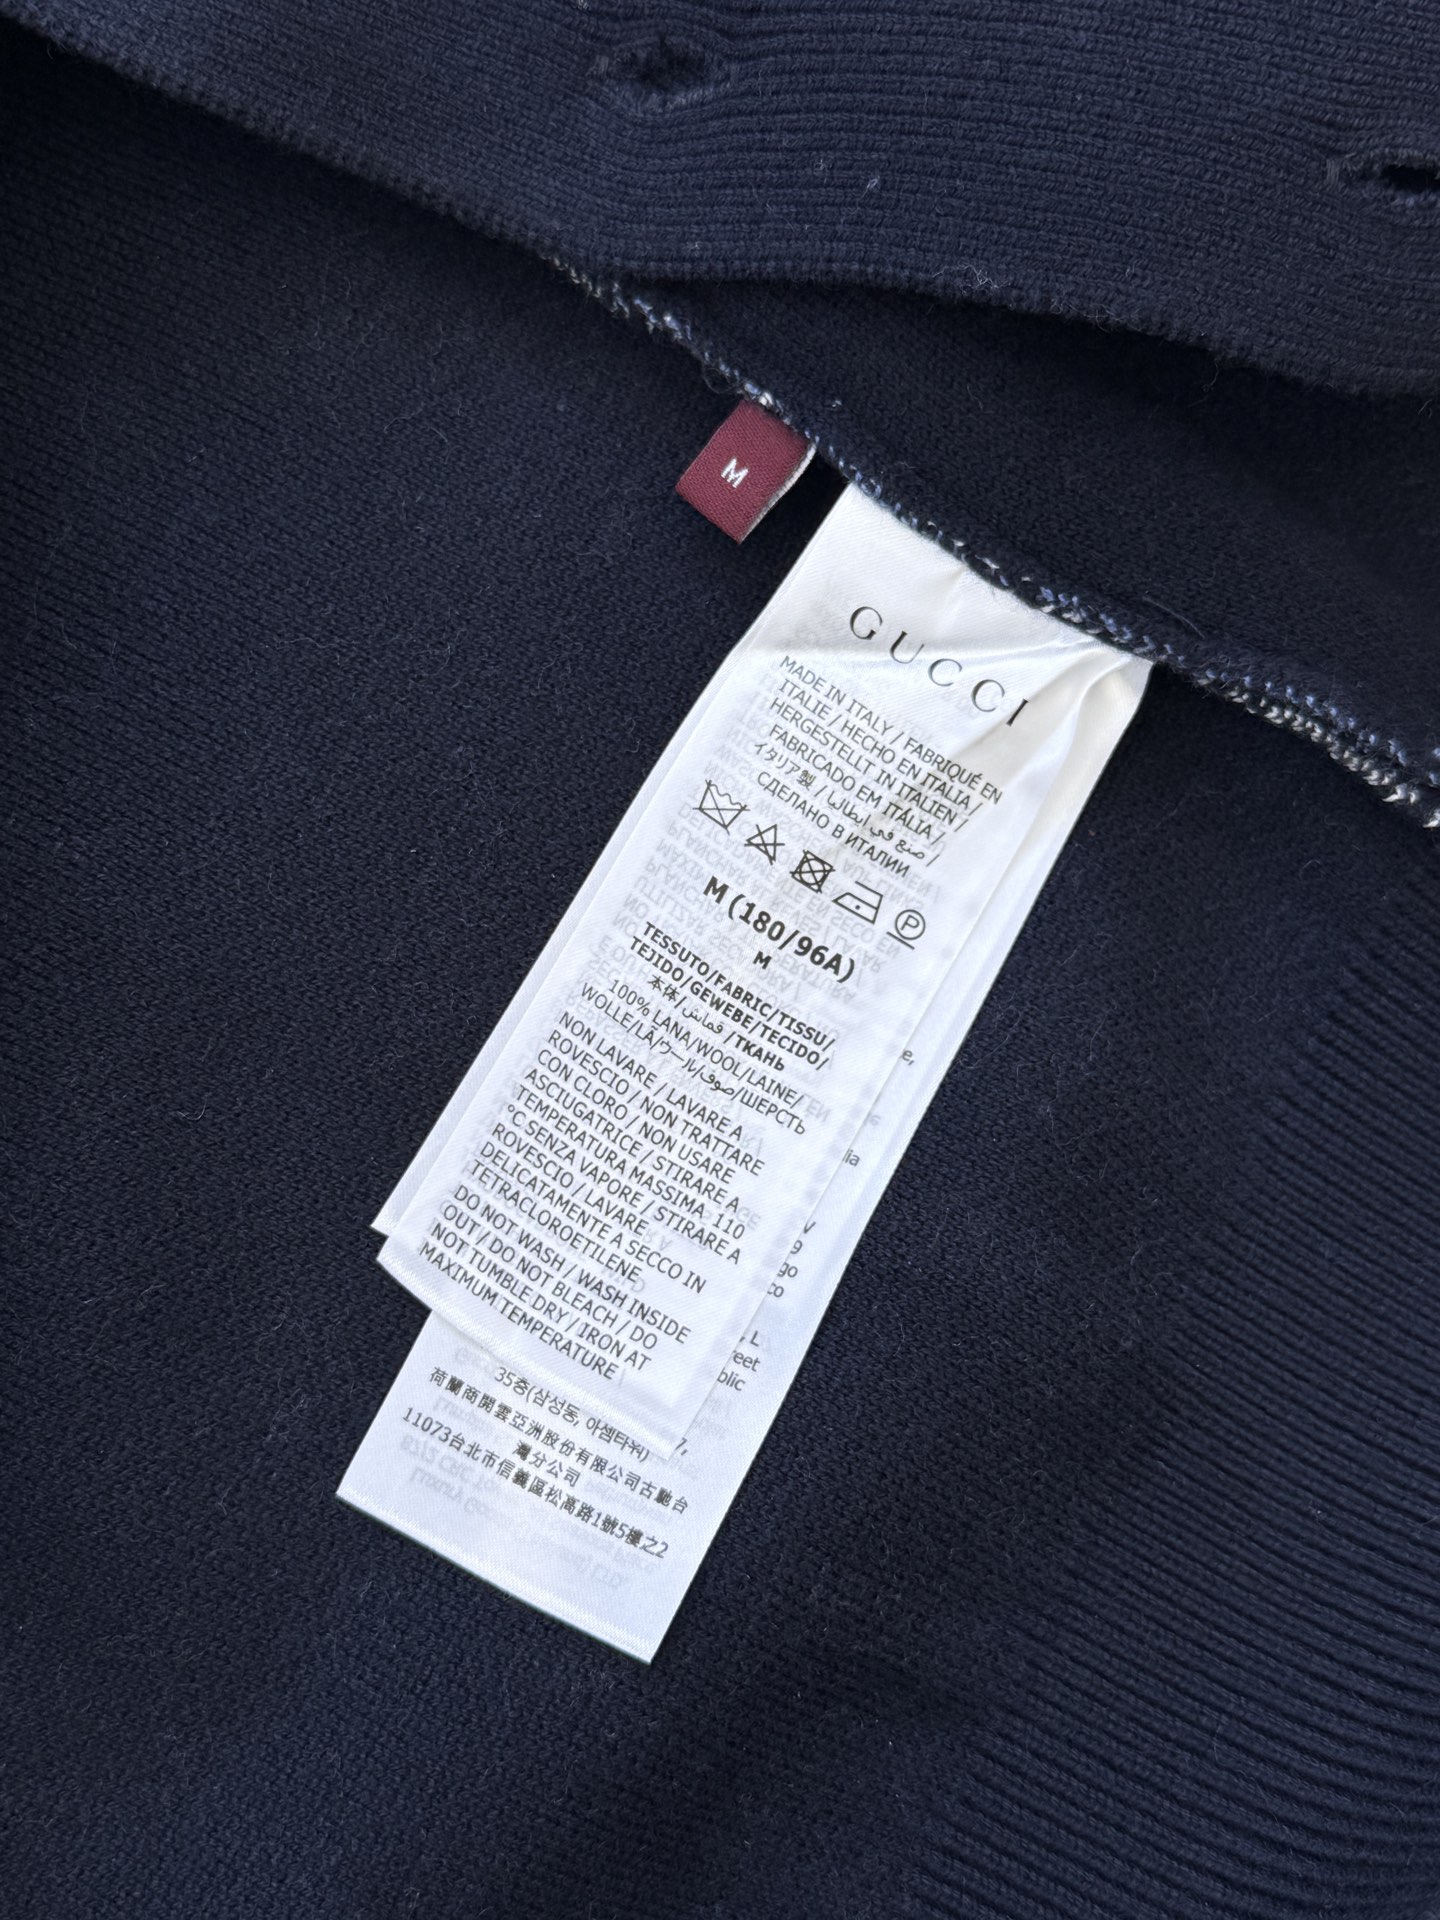 M
GUCCI
MADE IN ITALY / FABRIQUÉ EN
ITALIE / HECHO EN ITALIA /
HERGESTELLT IN ITALIEN /
FABRICADO EM ITÁLIA /
イタリア製 / صنع في ايطاليا /
СДЕЛАНО В ИТАЛИИ
P
M (180/96A)
M
TESSUTO/FABRIC/TISSU/
TEJIDO/GEWEBE/TECIDO/
本体/قماش/ТКАНЬ
100% LANA/WOOL/LAINE/
WOLLE/LÃ/ウール/صوف/ШЕРСТЬ
NON LAVARE / LAVARE A
ROVESCIO / NON TRATTARE
CON CLORO / NON USARE
ASCIUGATRICE / STIRARE A
TEMPERATURA MASSIMA 110
°C SENZA VAPORE / STIRARE A
ROVESCIO / LAVARE
DELICATAMENTE A SECCO IN
TETRACLOROETILENE
DO NOT WASH / WASH INSIDE
OUT / DO NOT BLEACH / DO
NOT TUMBLE DRY / IRON AT
MAXIMUM TEMPERATURE
35층(삼성동, 아셈타워)
荷蘭商開雲亞洲股份有限公司古馳台
灣分公司
11073台北市信義區松高路1號5樓之2